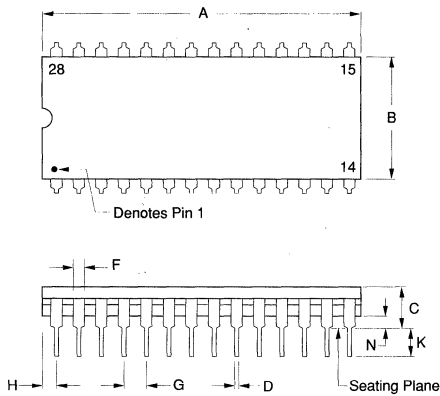 A
28
15
B
14
Denotes Pin 1
F
C
N
K
H
G
D
Seating Plane